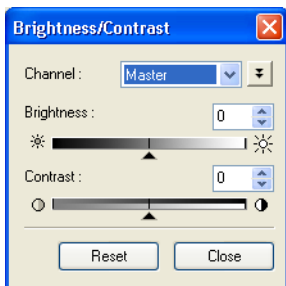 Brightness/Contrast
Channel : Master
Brightness : 0
Contrast : 0
Reset Close